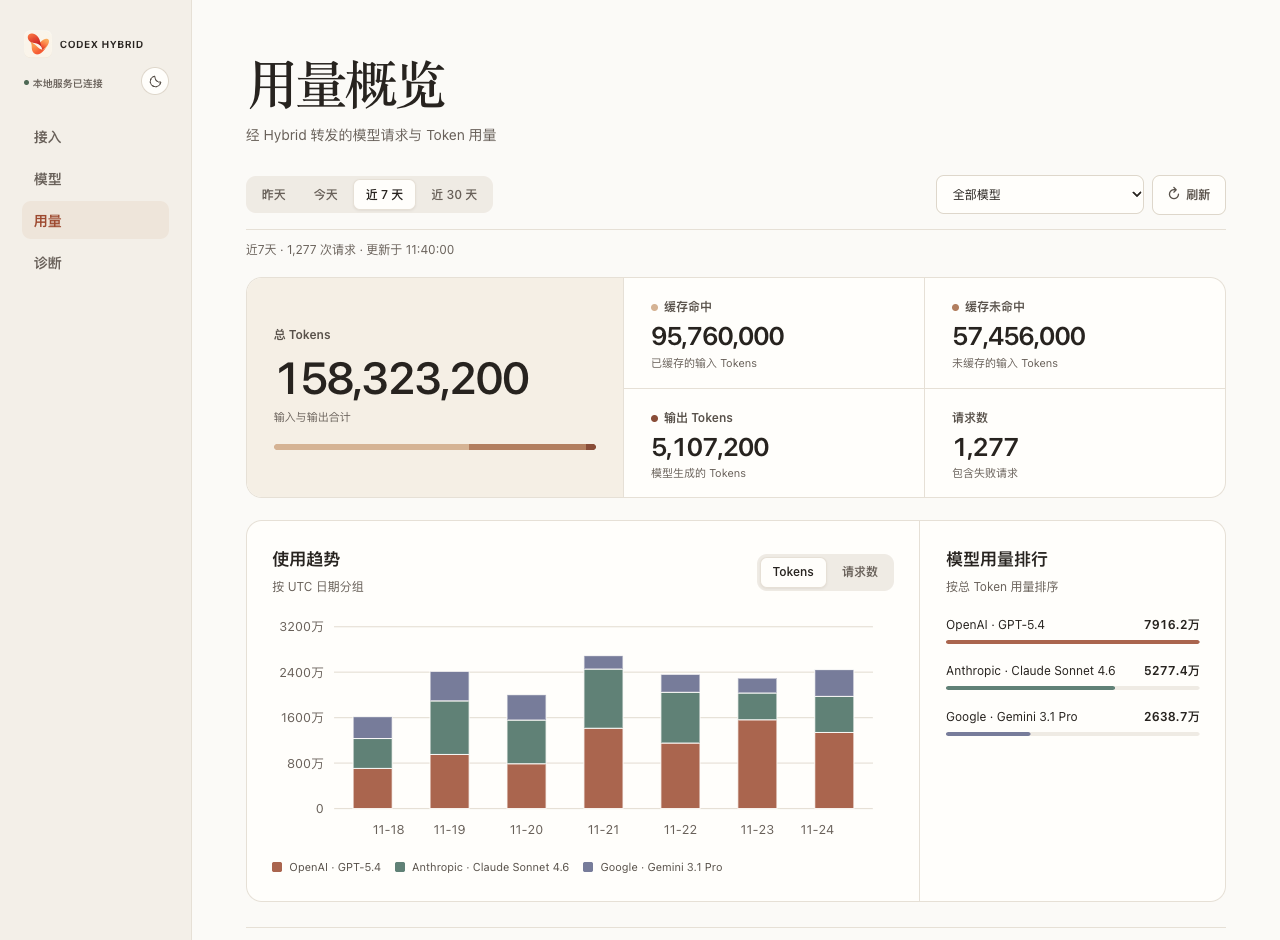 CODEX HYBRID
本地服务已连接
接入
模型
用量
诊断
用量概览
经 Hybrid 转发的模型请求与 Token 用量
昨天 今天 近 7 天 近 30 天
全部模型
刷新
近7天 · 1,277 次请求 · 更新于 11:40:00
总 Tokens
158,323,200
输入与输出合计
缓存命中
95,760,000
已缓存的输入 Tokens
缓存未命中
57,456,000
未缓存的输入 Tokens
输出 Tokens
5,107,200
模型生成的 Tokens
请求数
1,277
包含失败请求
使用趋势
按 UTC 日期分组
Tokens 请求数
3200万
2400万
1600万
800万
0
11-18 11-19 11-20 11-21 11-22 11-23 11-24
OpenAI · GPT-5.4 Anthropic · Claude Sonnet 4.6 Google · Gemini 3.1 Pro
模型用量排行
按总 Token 用量排序
OpenAI · GPT-5.4 7916.2万
Anthropic · Claude Sonnet 4.6 5277.4万
Google · Gemini 3.1 Pro 2638.7万